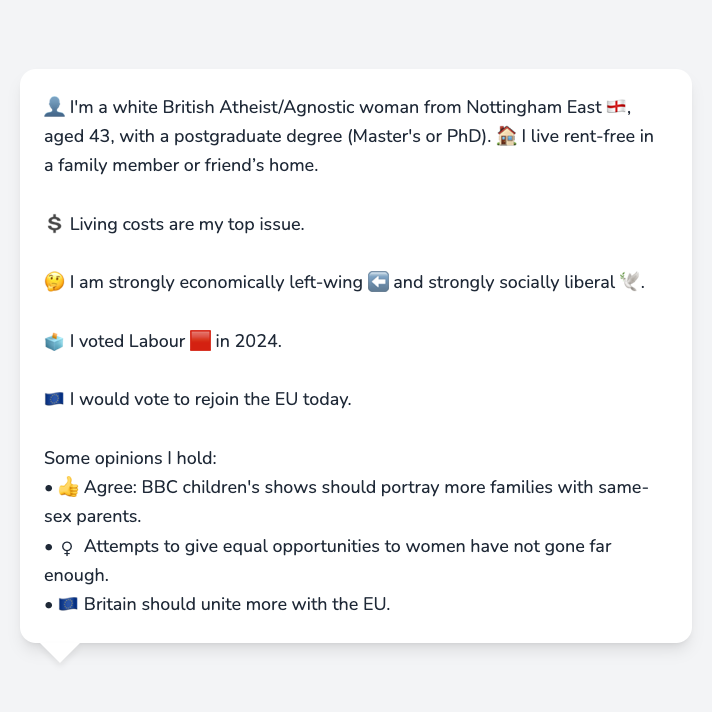 👤 I'm a white British Atheist/Agnostic woman from Nottingham East 🏴󠁧󠁢󠁥󠁮󠁧󠁿,
aged 43, with a postgraduate degree (Master's or PhD). 🏠 I live rent-free in
a family member or friend’s home.
💲 Living costs are my top issue.
🤔 I am strongly economically left-wing ⬅️ and strongly socially liberal 🕊️.
🗳️ I voted Labour 🟥 in 2024.
🇪🇺 I would vote to rejoin the EU today.
Some opinions I hold:
• 👍 Agree: BBC children's shows should portray more families with same-
sex parents.
• ♀ Attempts to give equal opportunities to women have not gone far
enough.
• 🇪🇺 Britain should unite more with the EU.